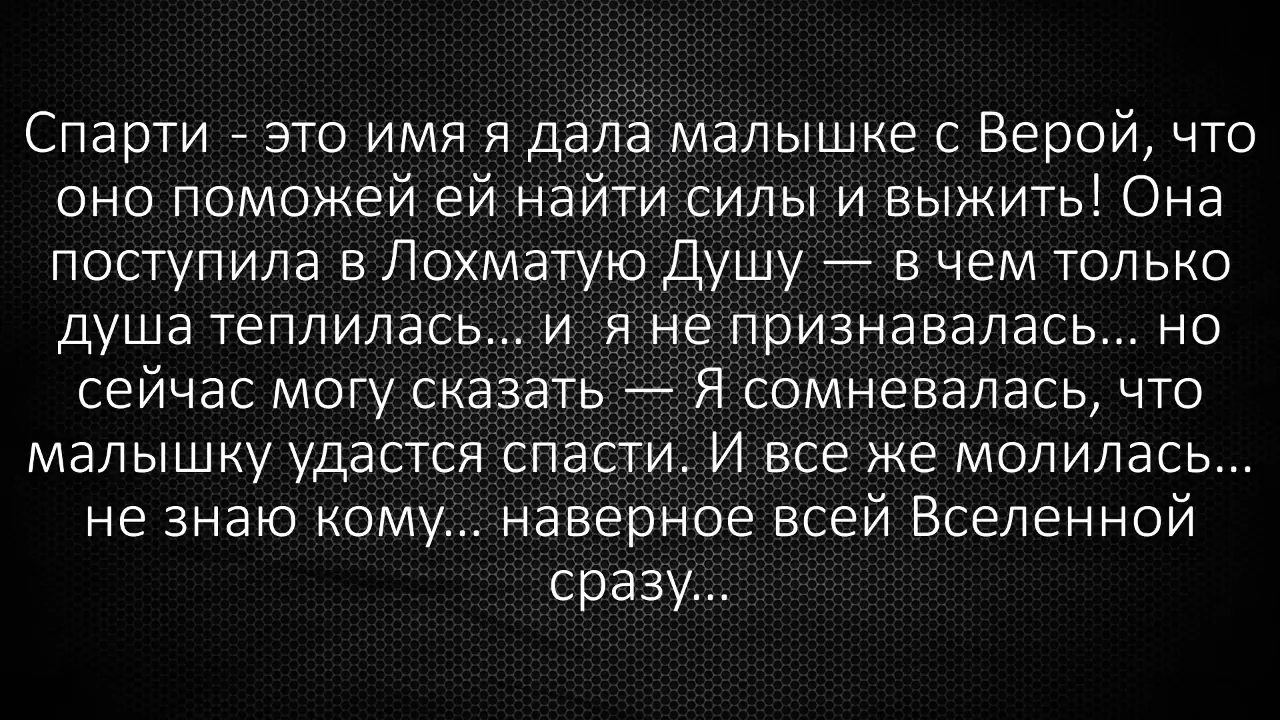 Спарти - это имя я дала малышке с Верой, что
оно поможей ей найти силы и выжить! Она
поступила в Лохматую Душу — в чем только
душа теплилась... и  я не признавалась... но
сейчас могу сказать — Я сомневалась, что
малышку удастся спасти. И все же молилась...
не знаю кому... наверное всей Вселенной
сразу...